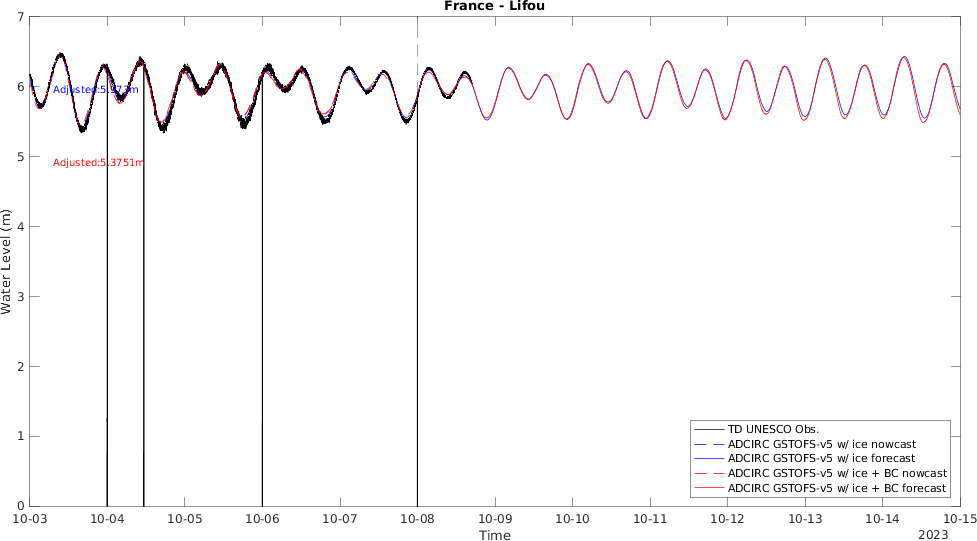 France - Lifou
7
6
5
4
3
2
1
0
Water Level (m)
Adjusted:5.3751m
10-03
10-04
10-05
10-06
10-07
10-08
10-09
10-10
10-11
10-12
10-13
10-14
10-15
Time
2023
TD UNESCO Obs.
ADCIRC GSTOFS-v5 w/ ice nowcast
ADCIRC GSTOFS-v5 w/ ice forecast
ADCIRC GSTOFS-v5 w/ ice + BC nowcast
ADCIRC GSTOFS-v5 w/ ice + BC forecast